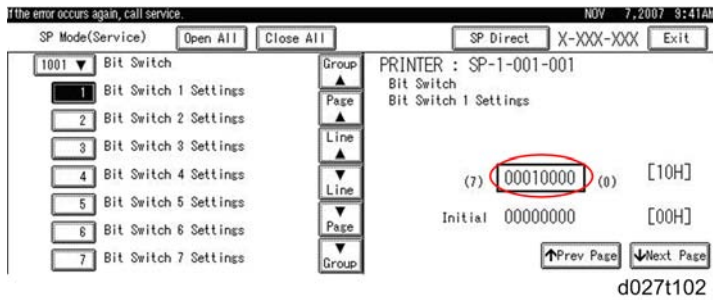 If the error occurs again, call service.
NOV 7,2007 9:41AM
SP Mode(Service) Open All Close All SP Direct X-XXX-XXX Exit
1001 ▼ Bit Switch
1 Bit Switch 1 Settings
2 Bit Switch 2 Settings
3 Bit Switch 3 Settings
4 Bit Switch 4 Settings
5 Bit Switch 5 Settings
6 Bit Switch 6 Settings
7 Bit Switch 7 Settings
Group
▲
Page
▲
Line
▲
▼
Line
▼
Page
▼
Group
PRINTER : SP-1-001-001
Bit Switch
Bit Switch 1 Settings
(7) 00010000 (0) [10H]
Initial 00000000 [00H]
↑Prev Page ↓Next Page
d027t102